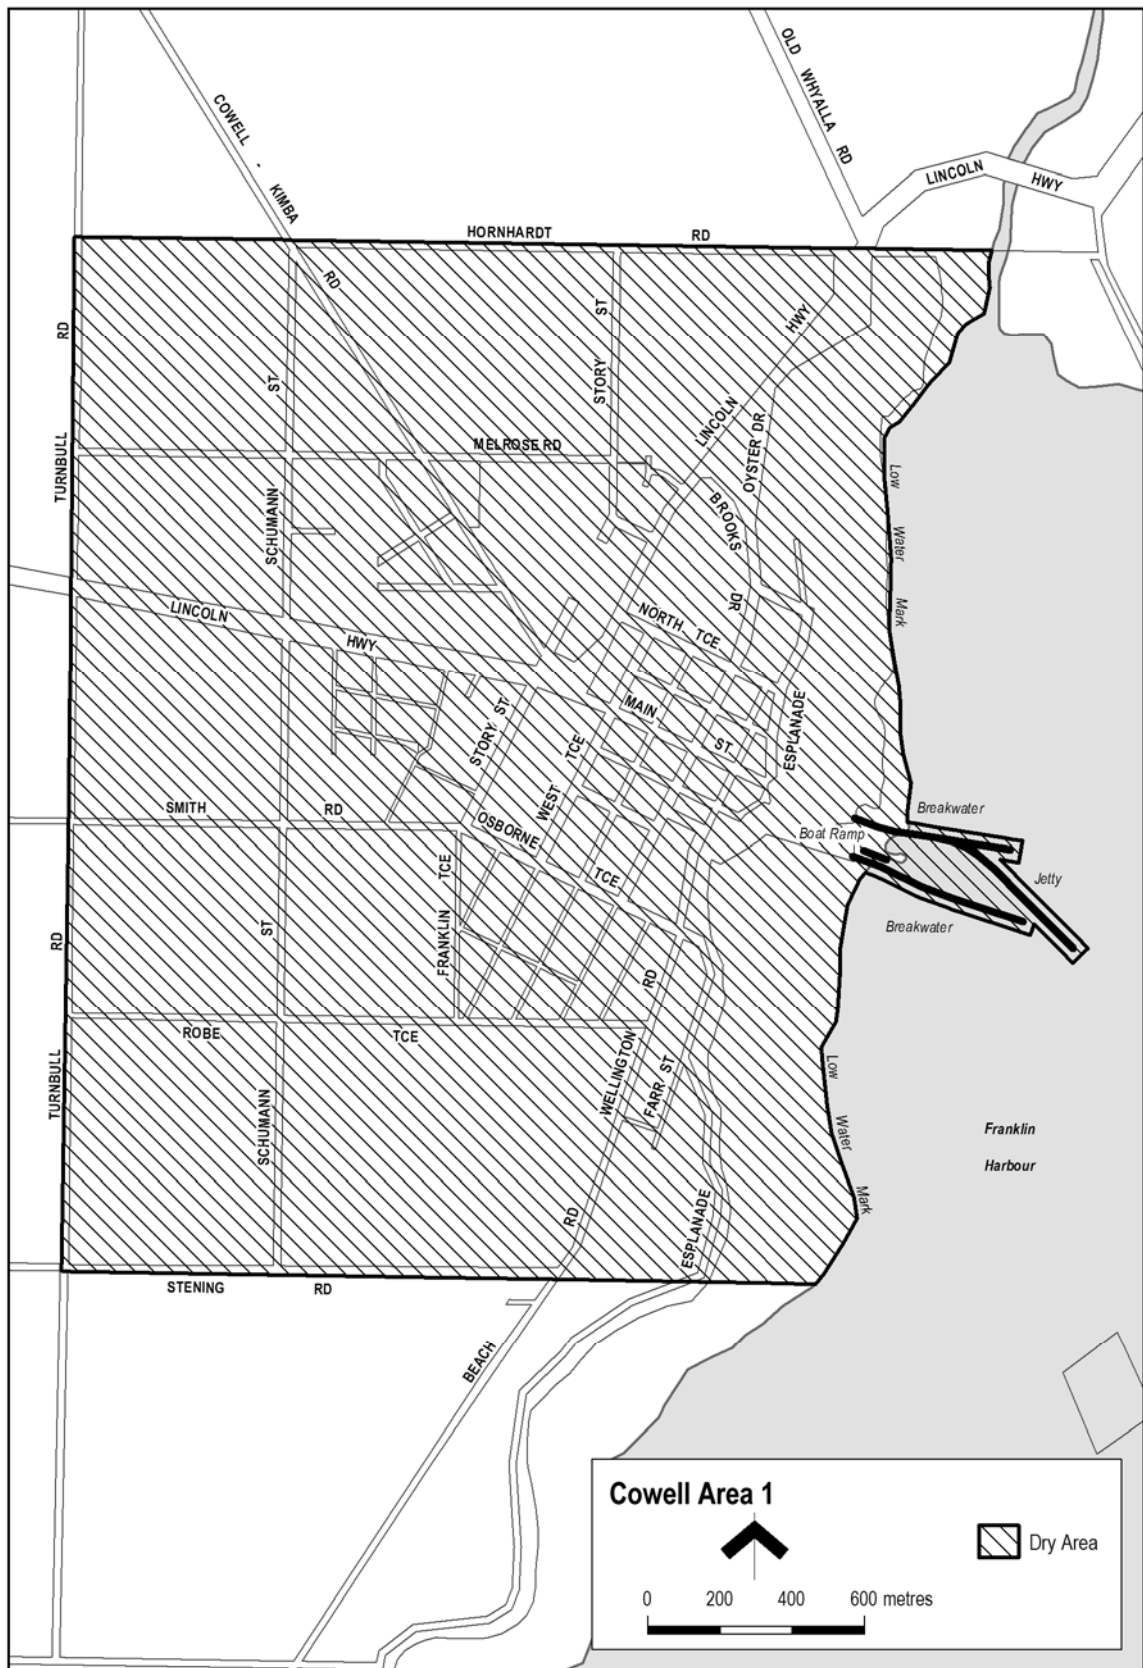 OLD WHYALLA RD
COWELL - KIMBA RD
LINCOLN HWY
HORNHARDT RD
TURNBULL RD
SCHUMANN ST
STORY ST
LINCOLN HWY
MELROSE RD
OYSTER DR
BROOKS DR
Low Water Mark
LINCOLN HWY
NORTH TCE
MAIN ST
ESPLANADE
STORY ST
WEST TCE
SMITH RD
OSBORNE TCE
Breakwater
Boat Ramp
Jetty
Breakwater
FRANKLIN TCE
TURNBULL RD
SCHUMANN ST
ROBE TCE
WELLINGTON RD
FARR ST
Low Water Mark
Franklin
Harbour
ESPLANADE
STENING RD
BEACH RD
Cowell Area 1
Dry Area
0 200 400 600 metres